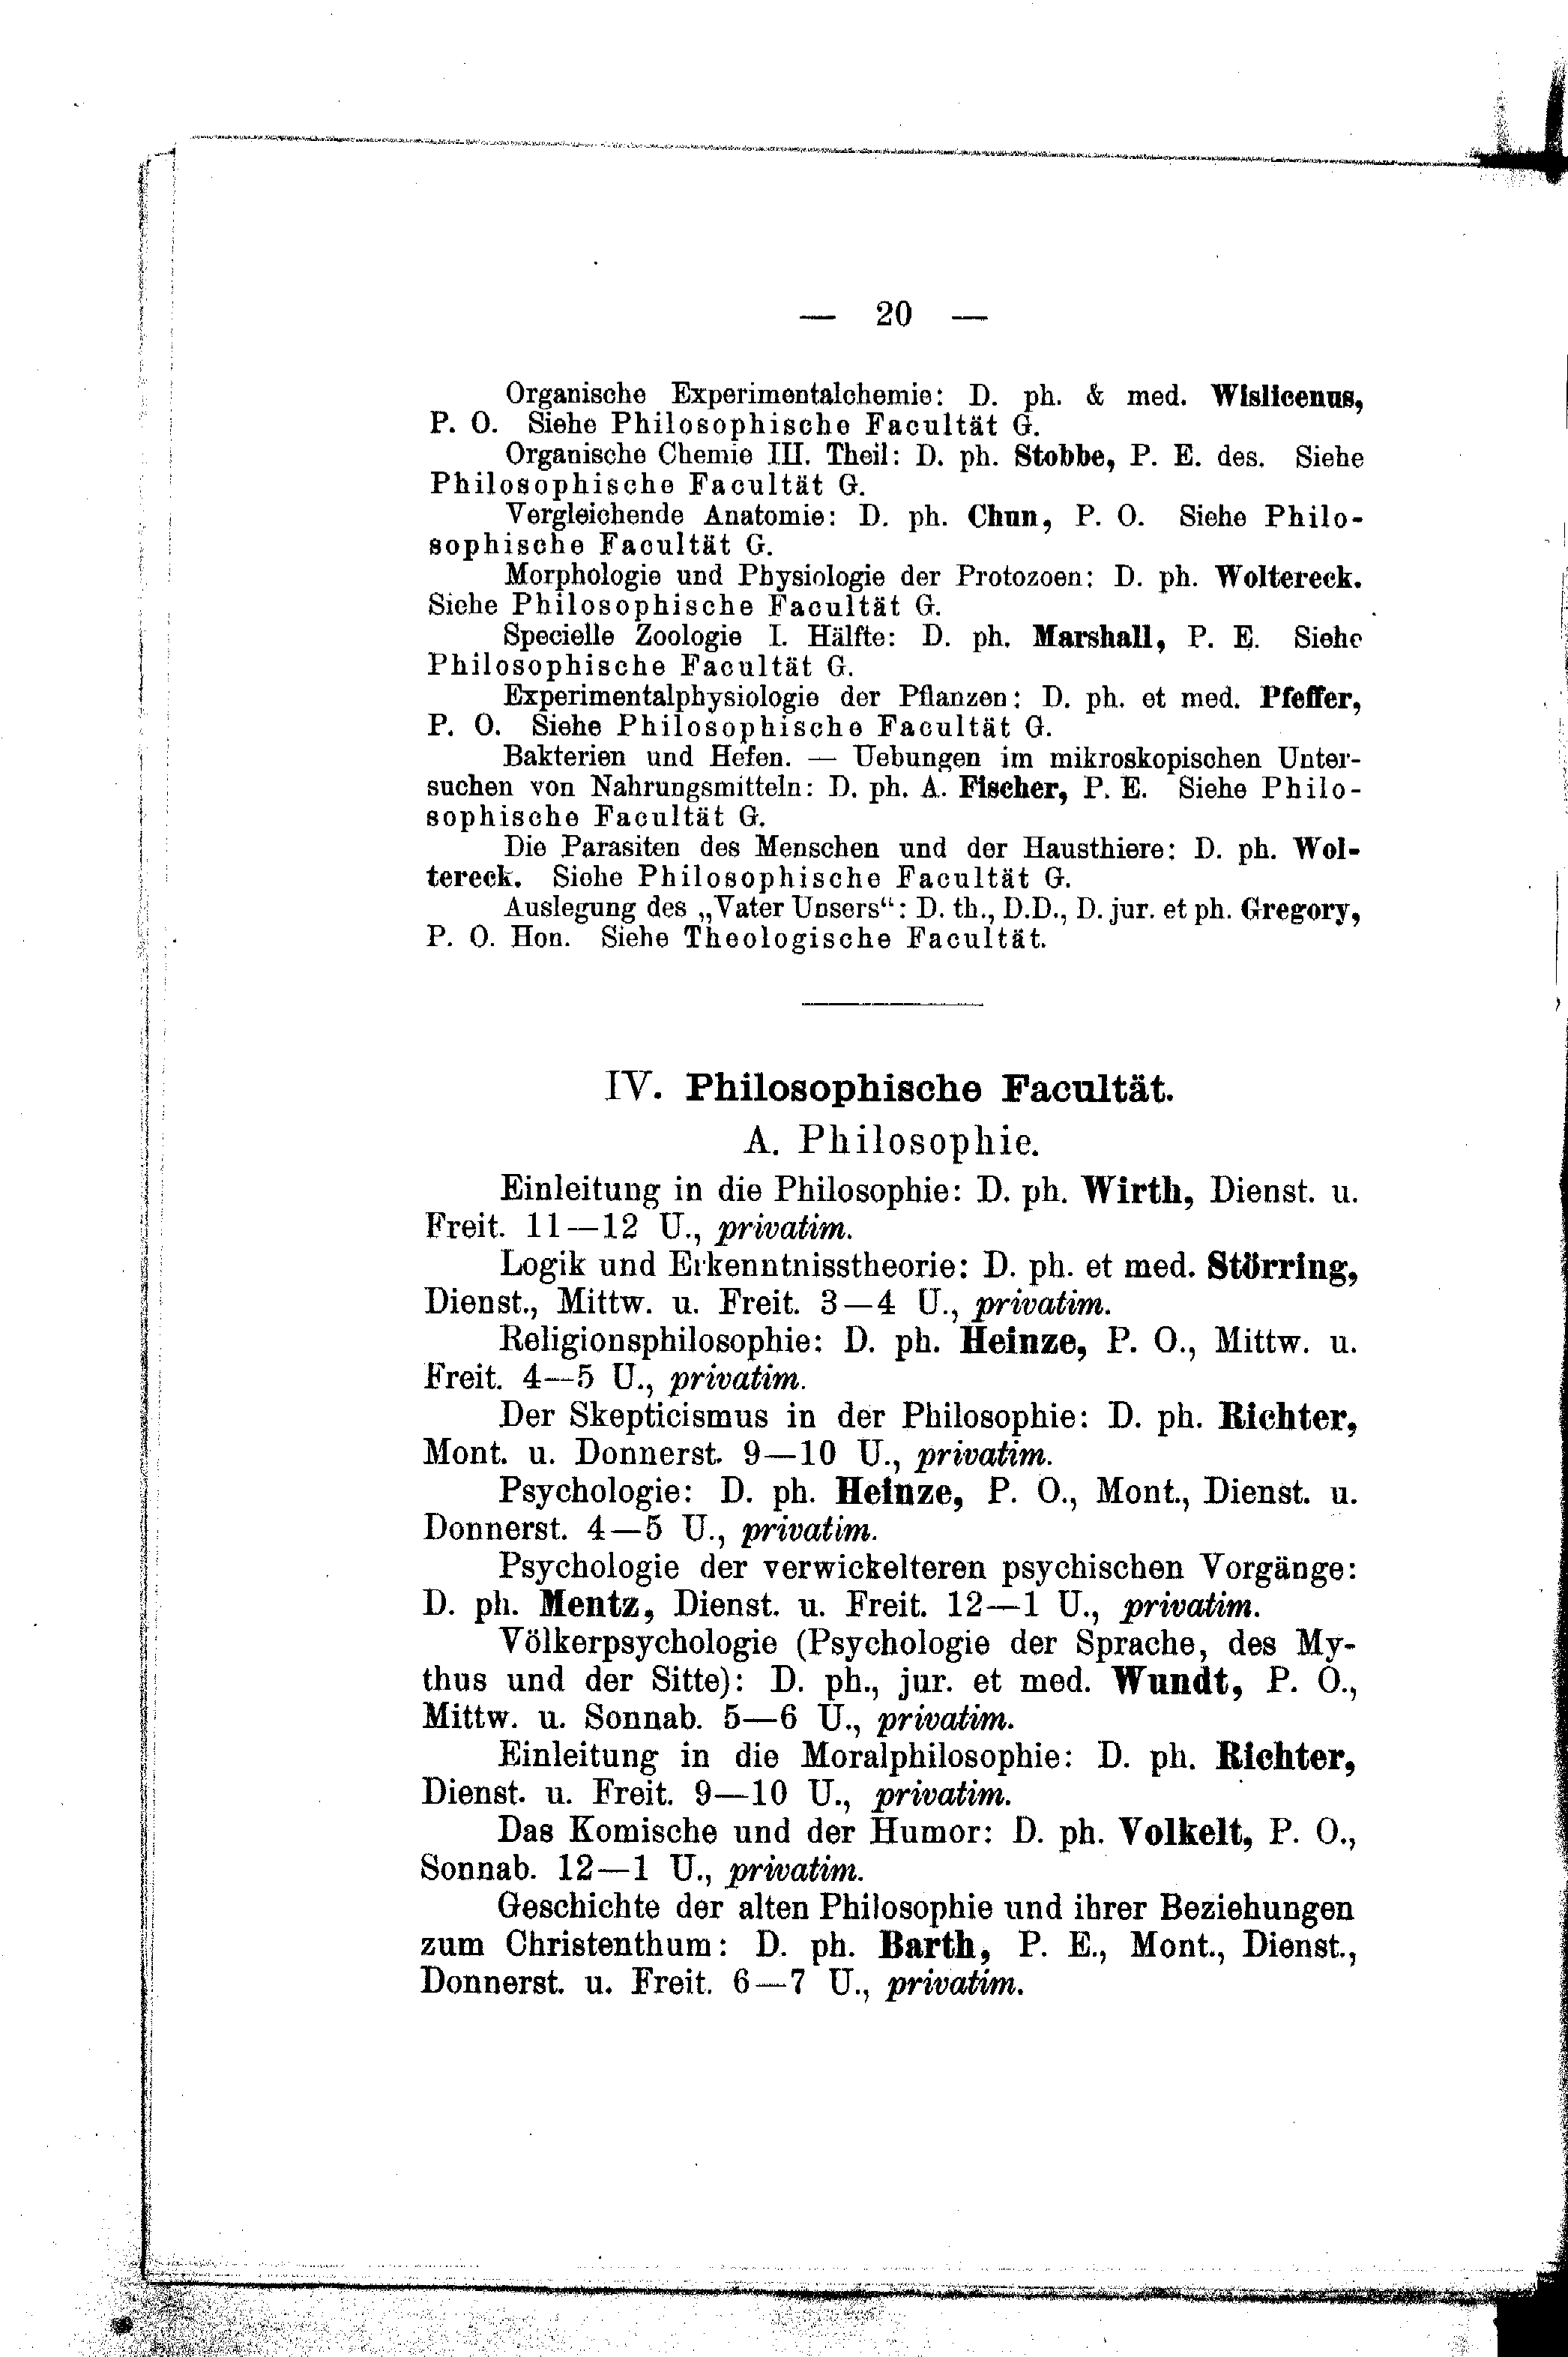 — 20 —
Organische Experimentalchemie: D. ph. & med. Wislicenus,
P. O. Siehe Philosophische Facultät G.
Organische Chemie III. Theil: D. ph. Stobbe, P. E. des. Siehe
Philosophische Facultät G.
Vergleichende Anatomie: D. ph. Chun, P. O. Siehe Philo-
sophische Facultät G.
Morphologie und Physiologie der Protozoen: D. ph. Woltereck.
Siehe Philosophische Facultät G.
Specielle Zoologie I. Hälfte: D. ph. Marshall, P. E. Siehe
Philosophische Facultät G.
Experimentalphysiologie der Pflanzen: D. ph. et med. Pfeffer,
P. O. Siehe Philosophische Facultät G.
Bakterien und Hefen. — Uebungen im mikroskopischen Unter-
suchen von Nahrungsmitteln: D. ph. A. Fischer, P. E. Siehe Philo-
sophische Facultät G.
Die Parasiten des Menschen und der Hausthiere: D. ph. Wol-
tereck. Siehe Philosophische Facultät G.
Auslegung des „Vater Unsers“: D. th., D.D., D. jur. et ph. Gregory,
P. O. Hon. Siehe Theologische Facultät.
IV. Philosophische Facultät.
A. Philosophie.
Einleitung in die Philosophie: D. ph. Wirth, Dienst. u.
Freit. 11—12 U., privatim.
Logik und Erkenntnisstheorie: D. ph. et med. Störring,
Dienst., Mittw. u. Freit. 3—4 U., privatim.
Religionsphilosophie: D. ph. Heinze, P. O., Mittw. u.
Freit. 4—5 U., privatim.
Der Skepticismus in der Philosophie: D. ph. Richter,
Mont. u. Donnerst. 9—10 U., privatim.
Psychologie: D. ph. Heinze, P. O., Mont., Dienst. u.
Donnerst. 4—5 U., privatim.
Psychologie der verwickelteren psychischen Vorgänge:
D. ph. Mentz, Dienst. u. Freit. 12—1 U., privatim.
Völkerpsychologie (Psychologie der Sprache, des My-
thus und der Sitte): D. ph., jur. et med. Wundt, P. O.,
Mittw. u. Sonnab. 5—6 U., privatim.
Einleitung in die Moralphilosophie: D. ph. Richter,
Dienst. u. Freit. 9—10 U., privatim.
Das Komische und der Humor: D. ph. Volkelt, P. O.,
Sonnab. 12—1 U., privatim.
Geschichte der alten Philosophie und ihrer Beziehungen
zum Christenthum: D. ph. Barth, P. E., Mont., Dienst.,
Donnerst. u. Freit. 6—7 U., privatim.